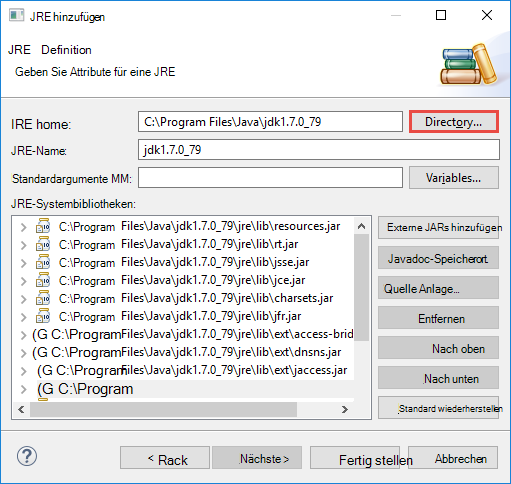 JRE hinzufügen
JRE Definition
Geben Sie Attribute für eine JRE
IRE home: C:\Program Files\Java\jdk1.7.0_79 Directory...
JRE-Name: jdk1.7.0_79
Standardargumente MM: Variables...
JRE-Systembibliotheken:
C:\Program Files\Java\jdk1.7.0_79\jre\lib\resources.jar Externe JARs hinzufügen
C:\Program Files\Java\jdk1.7.0_79\jre\lib\rt.jar
C:\Program Files\Java\jdk1.7.0_79\jre\lib\jsse.jar Javadoc-Speicherort
C:\Program Files\Java\jdk1.7.0_79\jre\lib\jce.jar Quelle Anlage...
C:\Program Files\Java\jdk1.7.0_79\jre\lib\charsets.jar
C:\Program Files\Java\jdk1.7.0_79\jre\lib\jfr.jar Entfernen
(G C:\Program Files\Java\jdk1.7.0_79\jre\lib\ext\access-brid
(G C:\Program Files\Java\jdk1.7.0_79\jre\lib\ext\dnsns.jar Nach oben
(G C:\Program Files\Java\jdk1.7.0_79\jre\lib\ext\jaccess.jar Nach unten
(G C:\Program
Standard wiederherstellen
? < Rack Nächste > Fertig stellen Abbrechen